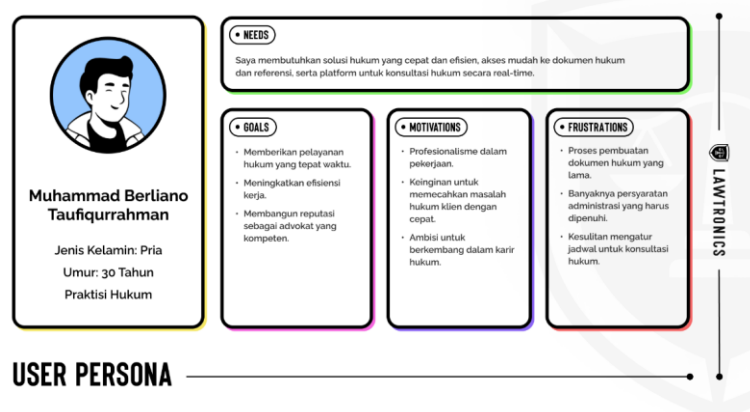 Muhammad Berliano
Taufiqurrahman
Jenis Kelamin: Pria
Umur: 30 Tahun
Praktisi Hukum
• NEEDS
Saya membutuhkan solusi hukum yang cepat dan efisien, akses mudah ke dokumen hukum
dan referensi, serta platform untuk konsultasi hukum secara real-time.
• GOALS
• Memberikan pelayanan
hukum yang tepat waktu.
• Meningkatkan efisiensi
kerja.
• Membangun reputasi
sebagai advokat yang
kompeten.
• MOTIVATIONS
• Profesionalisme dalam
pekerjaan.
• Keinginan untuk
memecahkan masalah
hukum klien dengan
cepat.
• Ambisi untuk
berkembang dalam karir
hukum.
• FRUSTRATIONS
• Proses pembuatan
dokumen hukum yang
lama.
• Banyaknya persyaratan
administrasi yang harus
dipenuhi.
• Kesulitan mengatur
jadwal untuk konsultasi
hukum.
LAWTRONICS
USER PERSONA